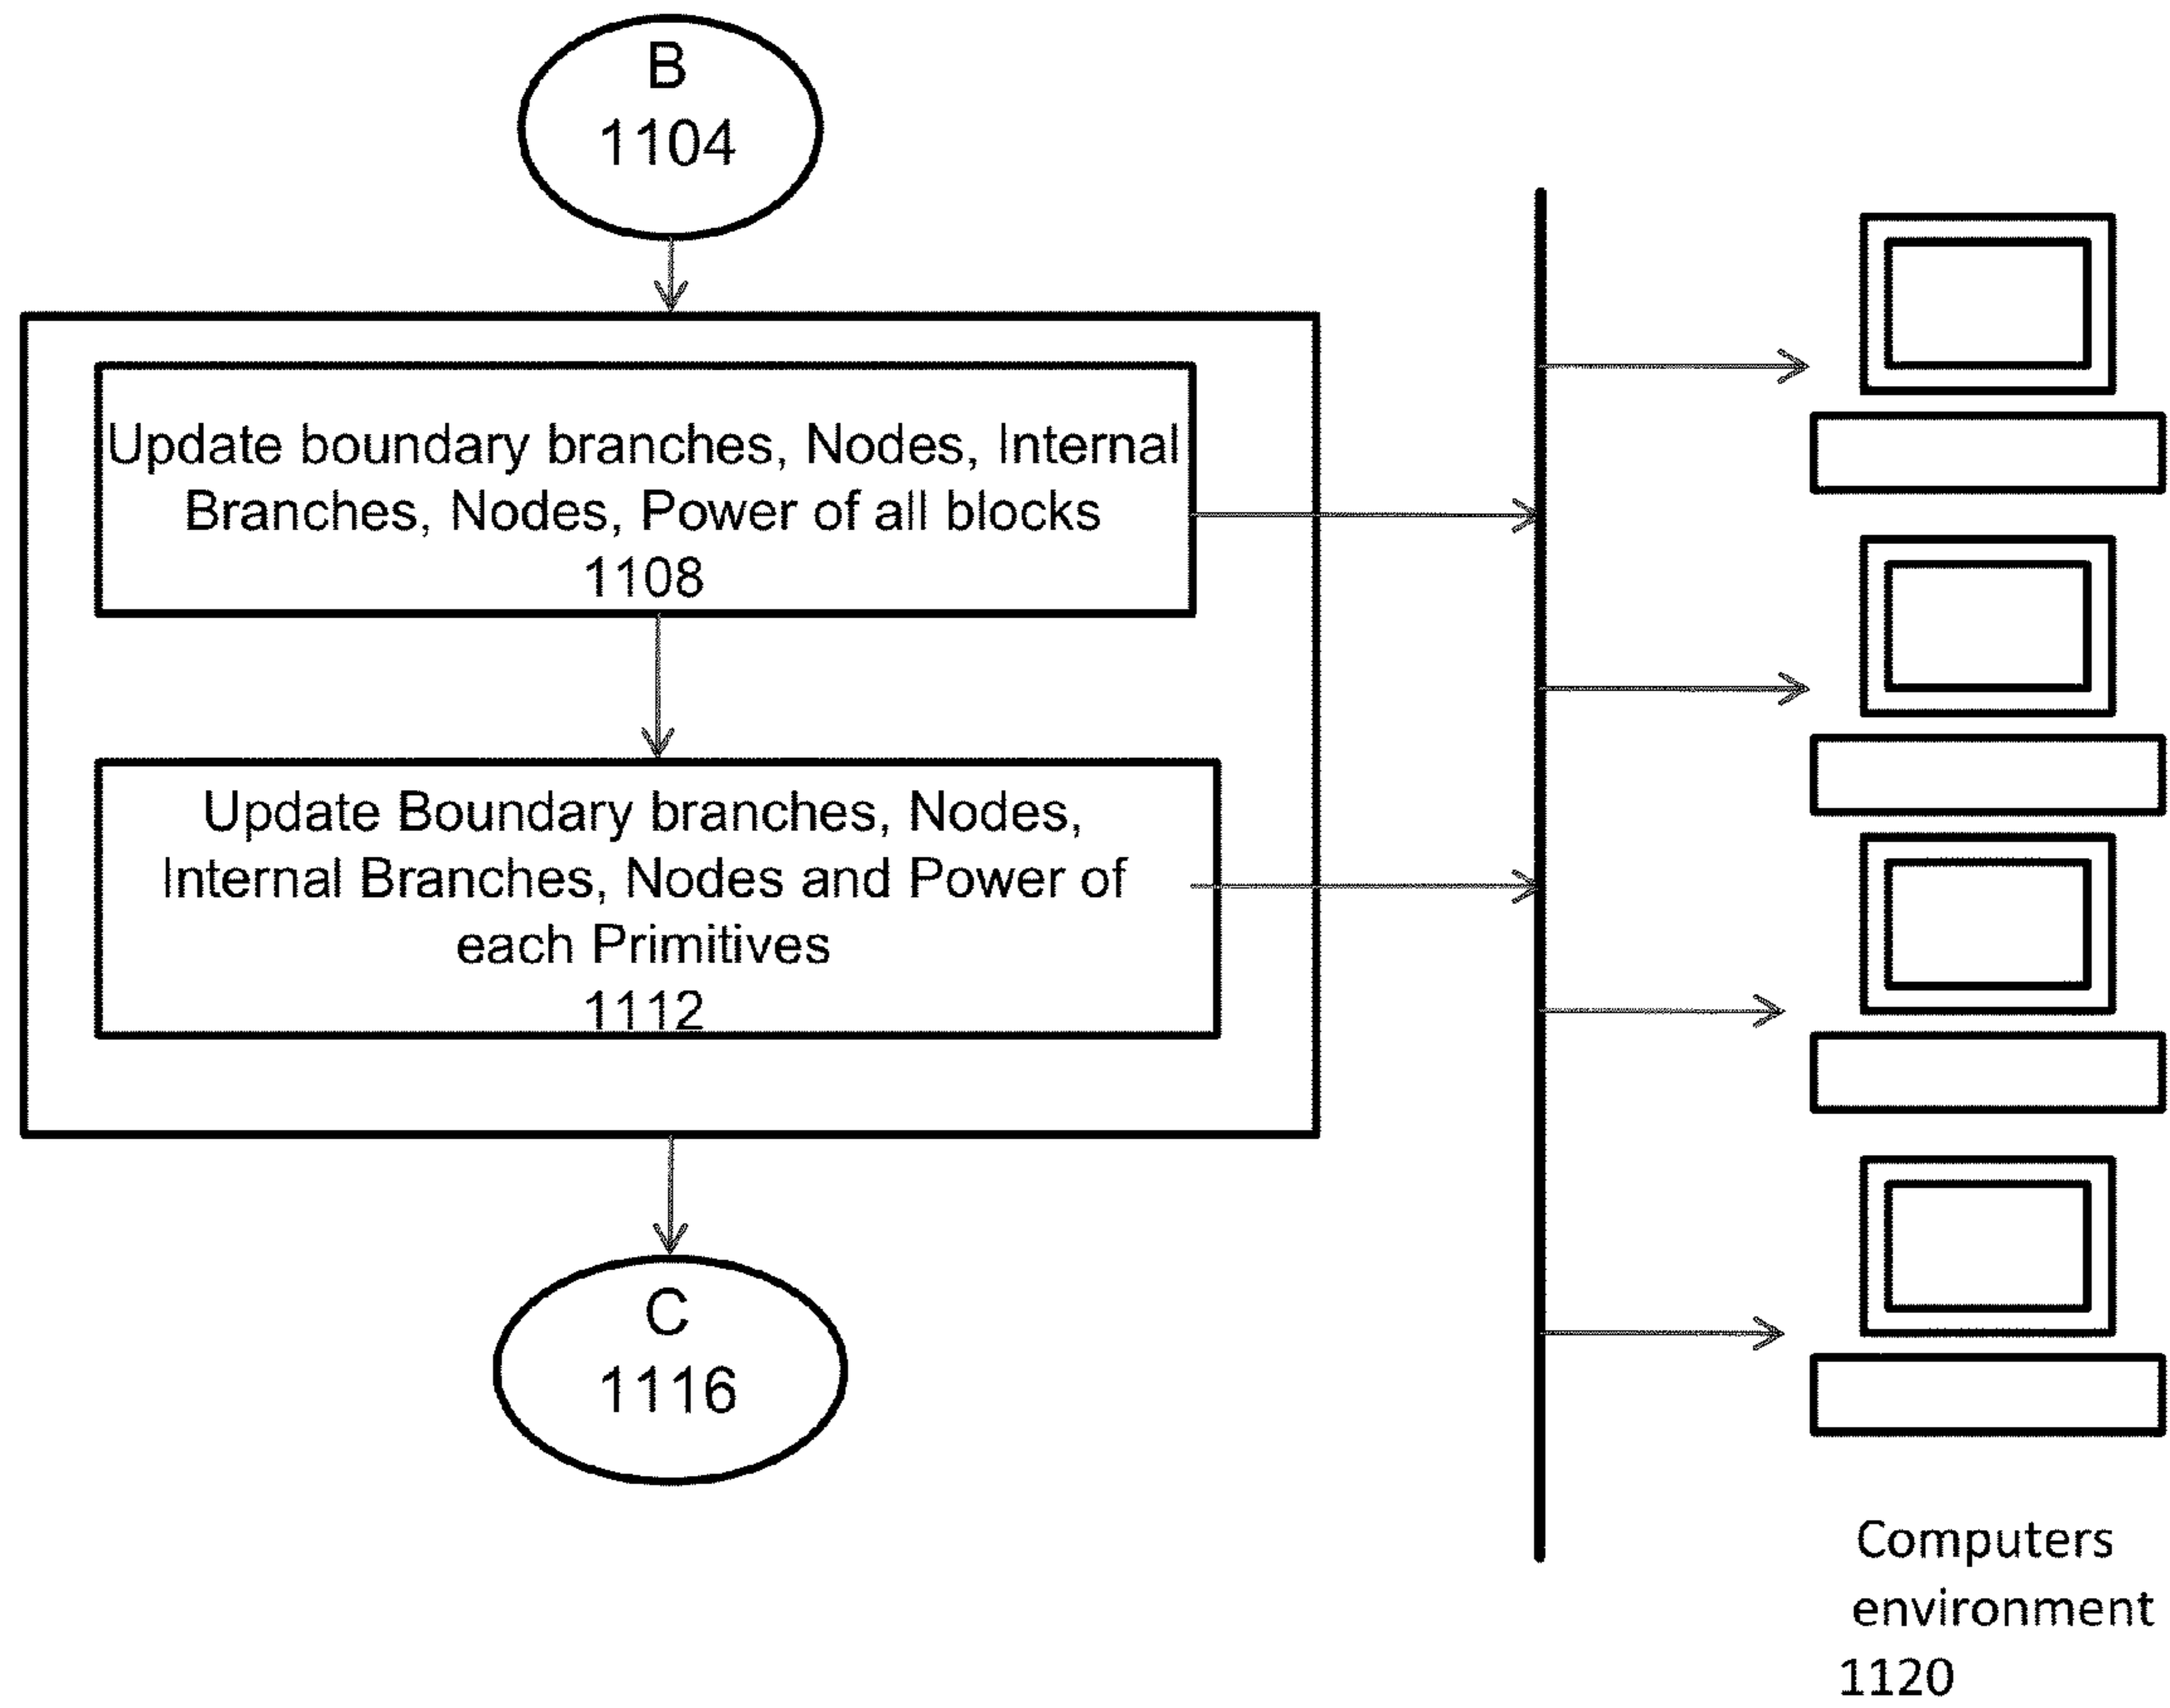 B
1104
Update boundary branches, Nodes, Internal
Branches, Nodes, Power of all blocks
1108
Update Boundary branches, Nodes,
Internal Branches, Nodes and Power of
each Primitives
1112
C
1116
Computers
environment
1120